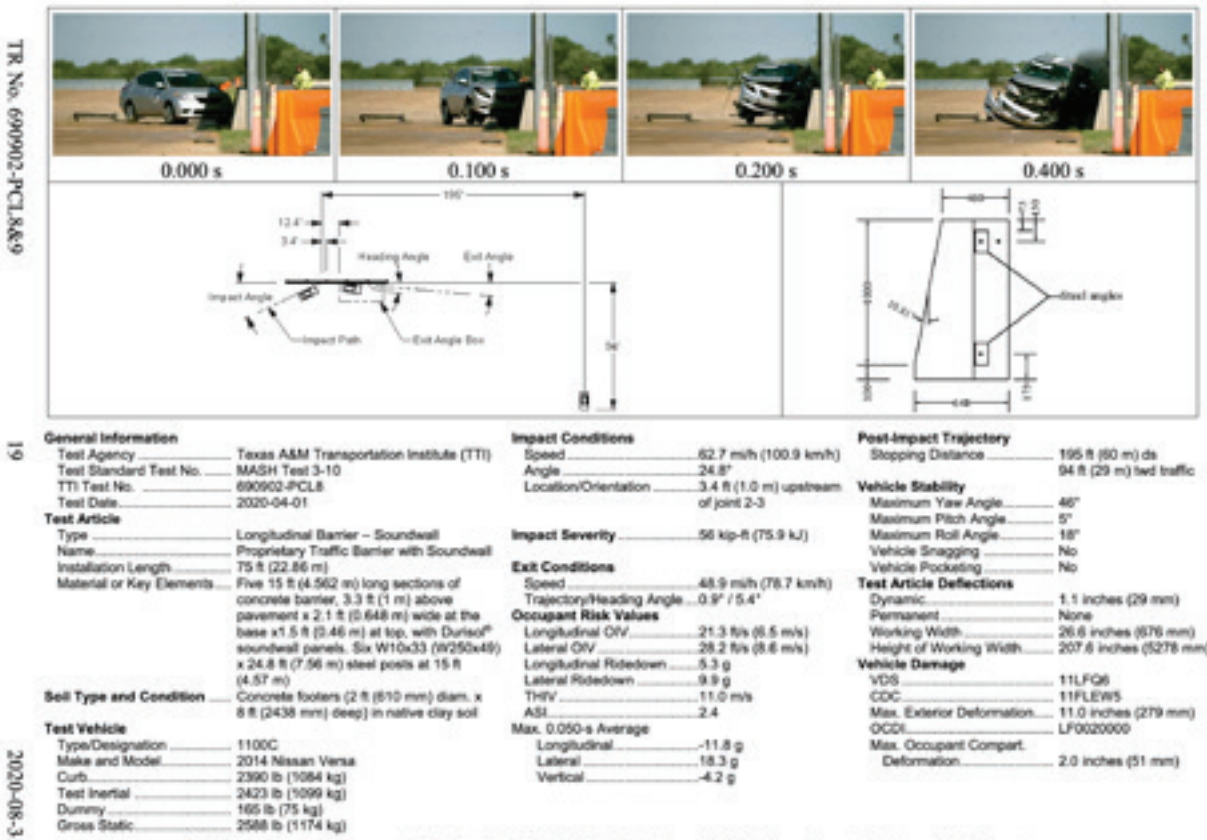 TR No. 690902-PCL8&9
19
2020-08-3
0.000 s
0.100 s
0.200 s
0.400 s
195'
12.4'
3.4'
Heading Angle
Exit Angle
Impact Angle
Impact Path
Exit Angle Box
Steel angles
General Information
Test Agency Texas A&M Transportation Institute (TTI)
Test Standard Test No. MASH Test 3-10
TTI Test No. 690902-PCL8
Test Date 2020-04-01
Test Article
Type Longitudinal Barrier – Soundwall
Name Proprietary Traffic Barrier with Soundwall
Installation Length 75 ft (22.86 m)
Material or Key Elements Five 15 ft (4.562 m) long sections of
concrete barrier, 3.3 ft (1 m) above
pavement x 2.1 ft (0.648 m) wide at the
base x1.5 ft (0.46 m) at top, with Durisol®
soundwall panels. Six W10x33 (W250x49)
x 24.8 ft (7.56 m) steel posts at 15 ft
(4.57 m)
Soil Type and Condition Concrete footers (2 ft (610 mm) diam. x
8 ft (2438 mm) deep) in native clay soil
Test Vehicle
Type/Designation 1100C
Make and Model 2014 Nissan Versa
Curb 2390 lb (1084 kg)
Test Inertial 2423 lb (1099 kg)
Dummy 165 lb (75 kg)
Gross Static 2588 lb (1174 kg)
Impact Conditions
Speed 62.7 mi/h (100.9 km/h)
Angle 24.8°
Location/Orientation 3.4 ft (1.0 m) upstream
of joint 2-3
Impact Severity 56 kip-ft (75.9 kJ)
Exit Conditions
Speed 48.9 mi/h (78.7 km/h)
Trajectory/Heading Angle 0.9° / 5.4°
Occupant Risk Values
Longitudinal OIV 21.3 ft/s (6.5 m/s)
Lateral OIV 28.2 ft/s (8.6 m/s)
Longitudinal Ridedown 5.3 g
Lateral Ridedown 9.9 g
THIV 11.0 m/s
ASI 2.4
Max. 0.050-s Average
Longitudinal -11.8 g
Lateral 18.3 g
Vertical -4.2 g
Post-Impact Trajectory
Stopping Distance 195 ft (60 m) ds
94 ft (29 m) twd traffic
Vehicle Stability
Maximum Yaw Angle 46°
Maximum Pitch Angle 5°
Maximum Roll Angle 18°
Vehicle Snagging No
Vehicle Pocketing No
Test Article Deflections
Dynamic 1.1 inches (29 mm)
Permanent None
Working Width 26.6 inches (676 mm)
Height of Working Width 207.6 inches (5278 mm)
Vehicle Damage
VDS 11LFQ6
CDC 11FLEW5
Max. Exterior Deformation 11.0 inches (279 mm)
OCDI LF0020000
Max. Occupant Compart.
Deformation 2.0 inches (51 mm)